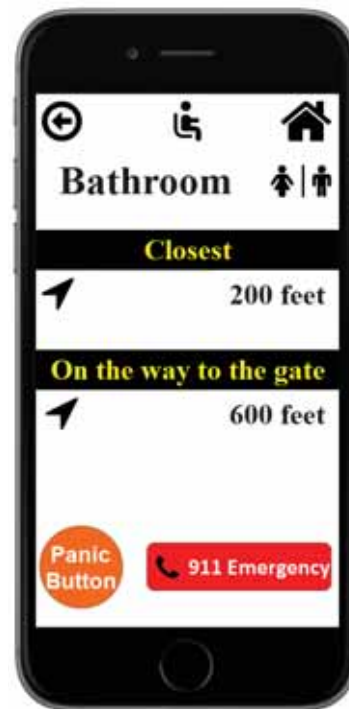 Bathroom
Closest
200 feet
On the way to the gate
600 feet
Panic
Button
911 Emergency